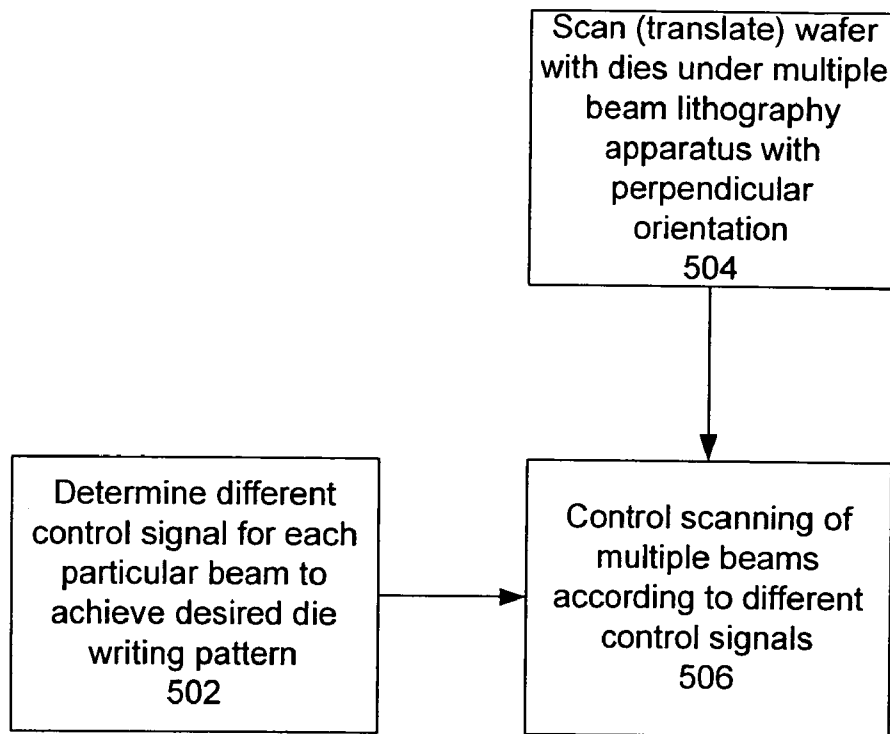 Scan (translate) wafer
with dies under multiple
beam lithography
apparatus with
perpendicular
orientation
504
Determine different
control signal for each
particular beam to
achieve desired die
writing pattern
502
Control scanning of
multiple beams
according to different
control signals
506